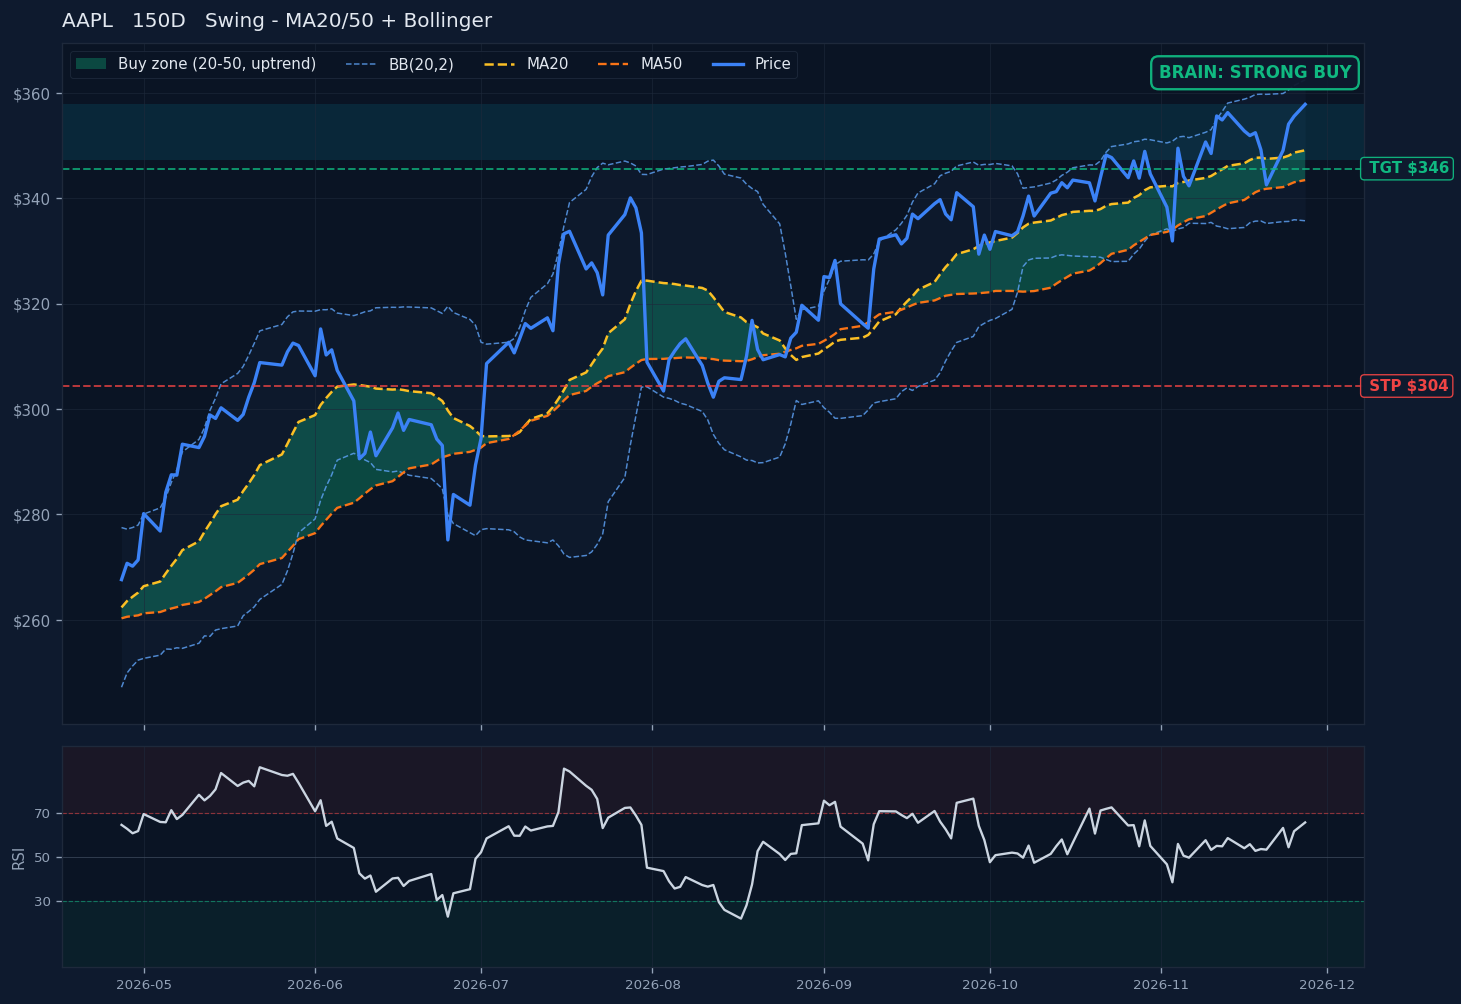 AAPL   150D   Swing - MA20/50 + Bollinger
Buy zone (20-50, uptrend)   BB(20,2)   MA20   MA50   Price
BRAIN: STRONG BUY
$360
TGT $346
$340
$320
STP $304
$300
$280
$260
70
50
30
RSI
2026-05   2026-06   2026-07   2026-08   2026-09   2026-10   2026-11   2026-12